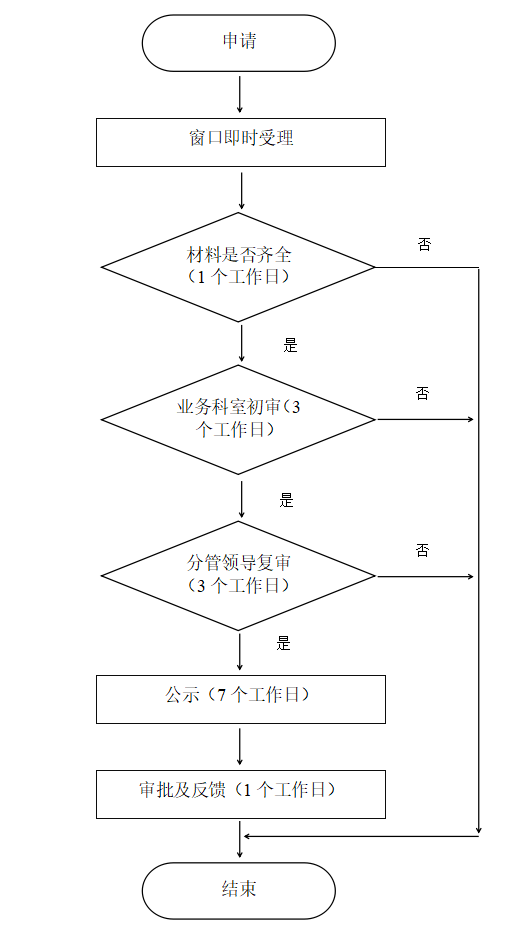 申请
窗口即时受理
材料是否齐全
（1 个工作日）
否
是
业务科室初审（3
个工作日）
否
是
分管领导复审
（3 个工作日）
否
是
公示（7 个工作日）
审批及反馈（1 个工作日）
结束